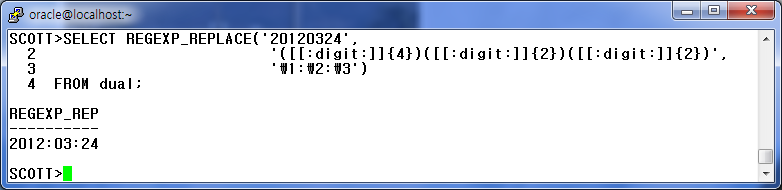 oracle@localhost:~
SCOTT>SELECT REGEXP_REPLACE('20120324',
2 '([[:digit:]]{4})([[:digit:]]{2})([[:digit:]]{2})',
3 '₩1:₩2:₩3')
4 FROM dual;
REGEXP_REP
----------
2012:03:24
SCOTT>